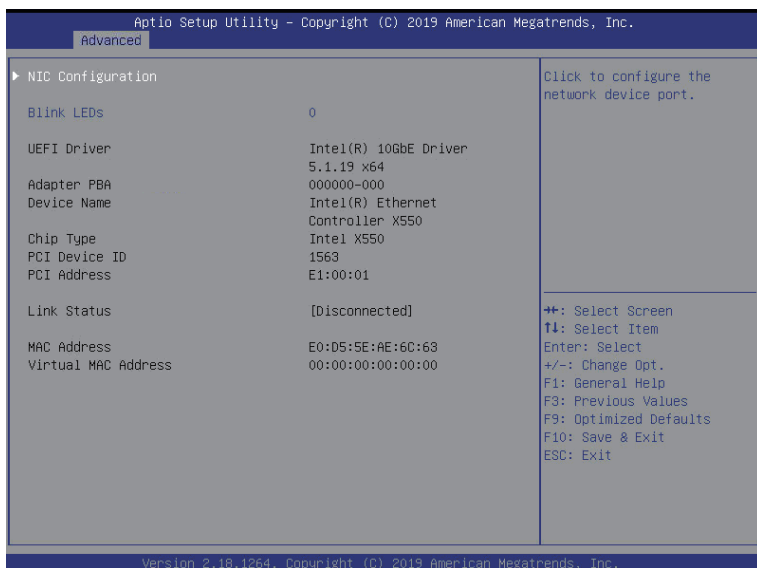 Aptio Setup Utility – Copyright (C) 2019 American Megatrends, Inc.
Advanced
NIC Configuration
Click to configure the
network device port.
Blink LEDs 0
UEFI Driver Intel(R) 10GbE Driver
5.1.19 x64
Adapter PBA 000000-000
Device Name Intel(R) Ethernet
Controller X550
Chip Type Intel X550
PCI Device ID 1563
PCI Address E1:00:01
Link Status [Disconnected]
MAC Address E0:D5:5E:AE:6C:63
Virtual MAC Address 00:00:00:00:00:00
→←: Select Screen
↑↓: Select Item
Enter: Select
+/-: Change Opt.
F1: General Help
F3: Previous Values
F9: Optimized Defaults
F10: Save & Exit
ESC: Exit
Version 2.18.1264. Copyright (C) 2019 American Megatrends, Inc.